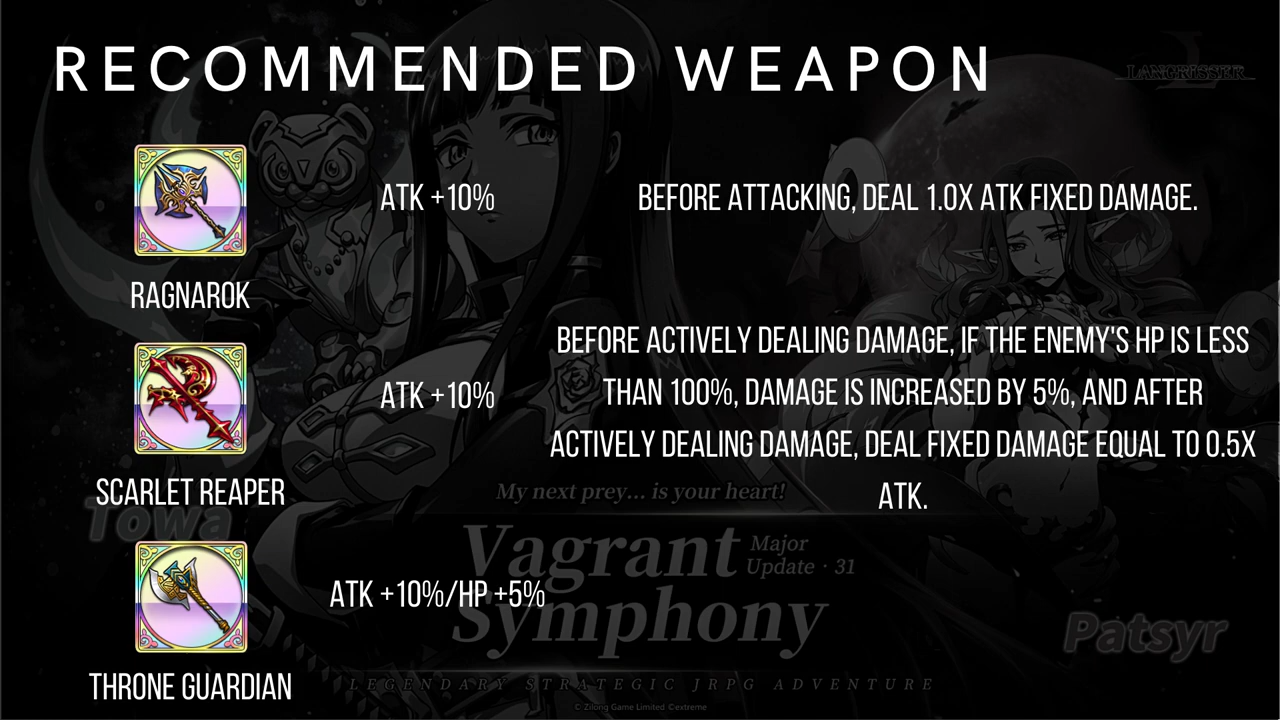 RECOMMENDED WEAPON
LANGRISSER
ATK +10%
BEFORE ATTACKING, DEAL 1.0X ATK FIXED DAMAGE.
RAGNAROK
BEFORE ACTIVELY DEALING DAMAGE, IF THE ENEMY'S HP IS LESS
THAN 100%, DAMAGE IS INCREASED BY 5%, AND AFTER
ACTIVELY DEALING DAMAGE, DEAL FIXED DAMAGE EQUAL TO 0.5X
ATK.
ATK +10%
SCARLET REAPER
My next prey... is your heart!
Towa
Vagrant
Symphony
Major
Update · 31
ATK +10%/HP +5%
Patsyr
THRONE GUARDIAN
LEGENDARY STRATEGIC JRPG ADVENTURE
© Zilong Game Limited ©extreme